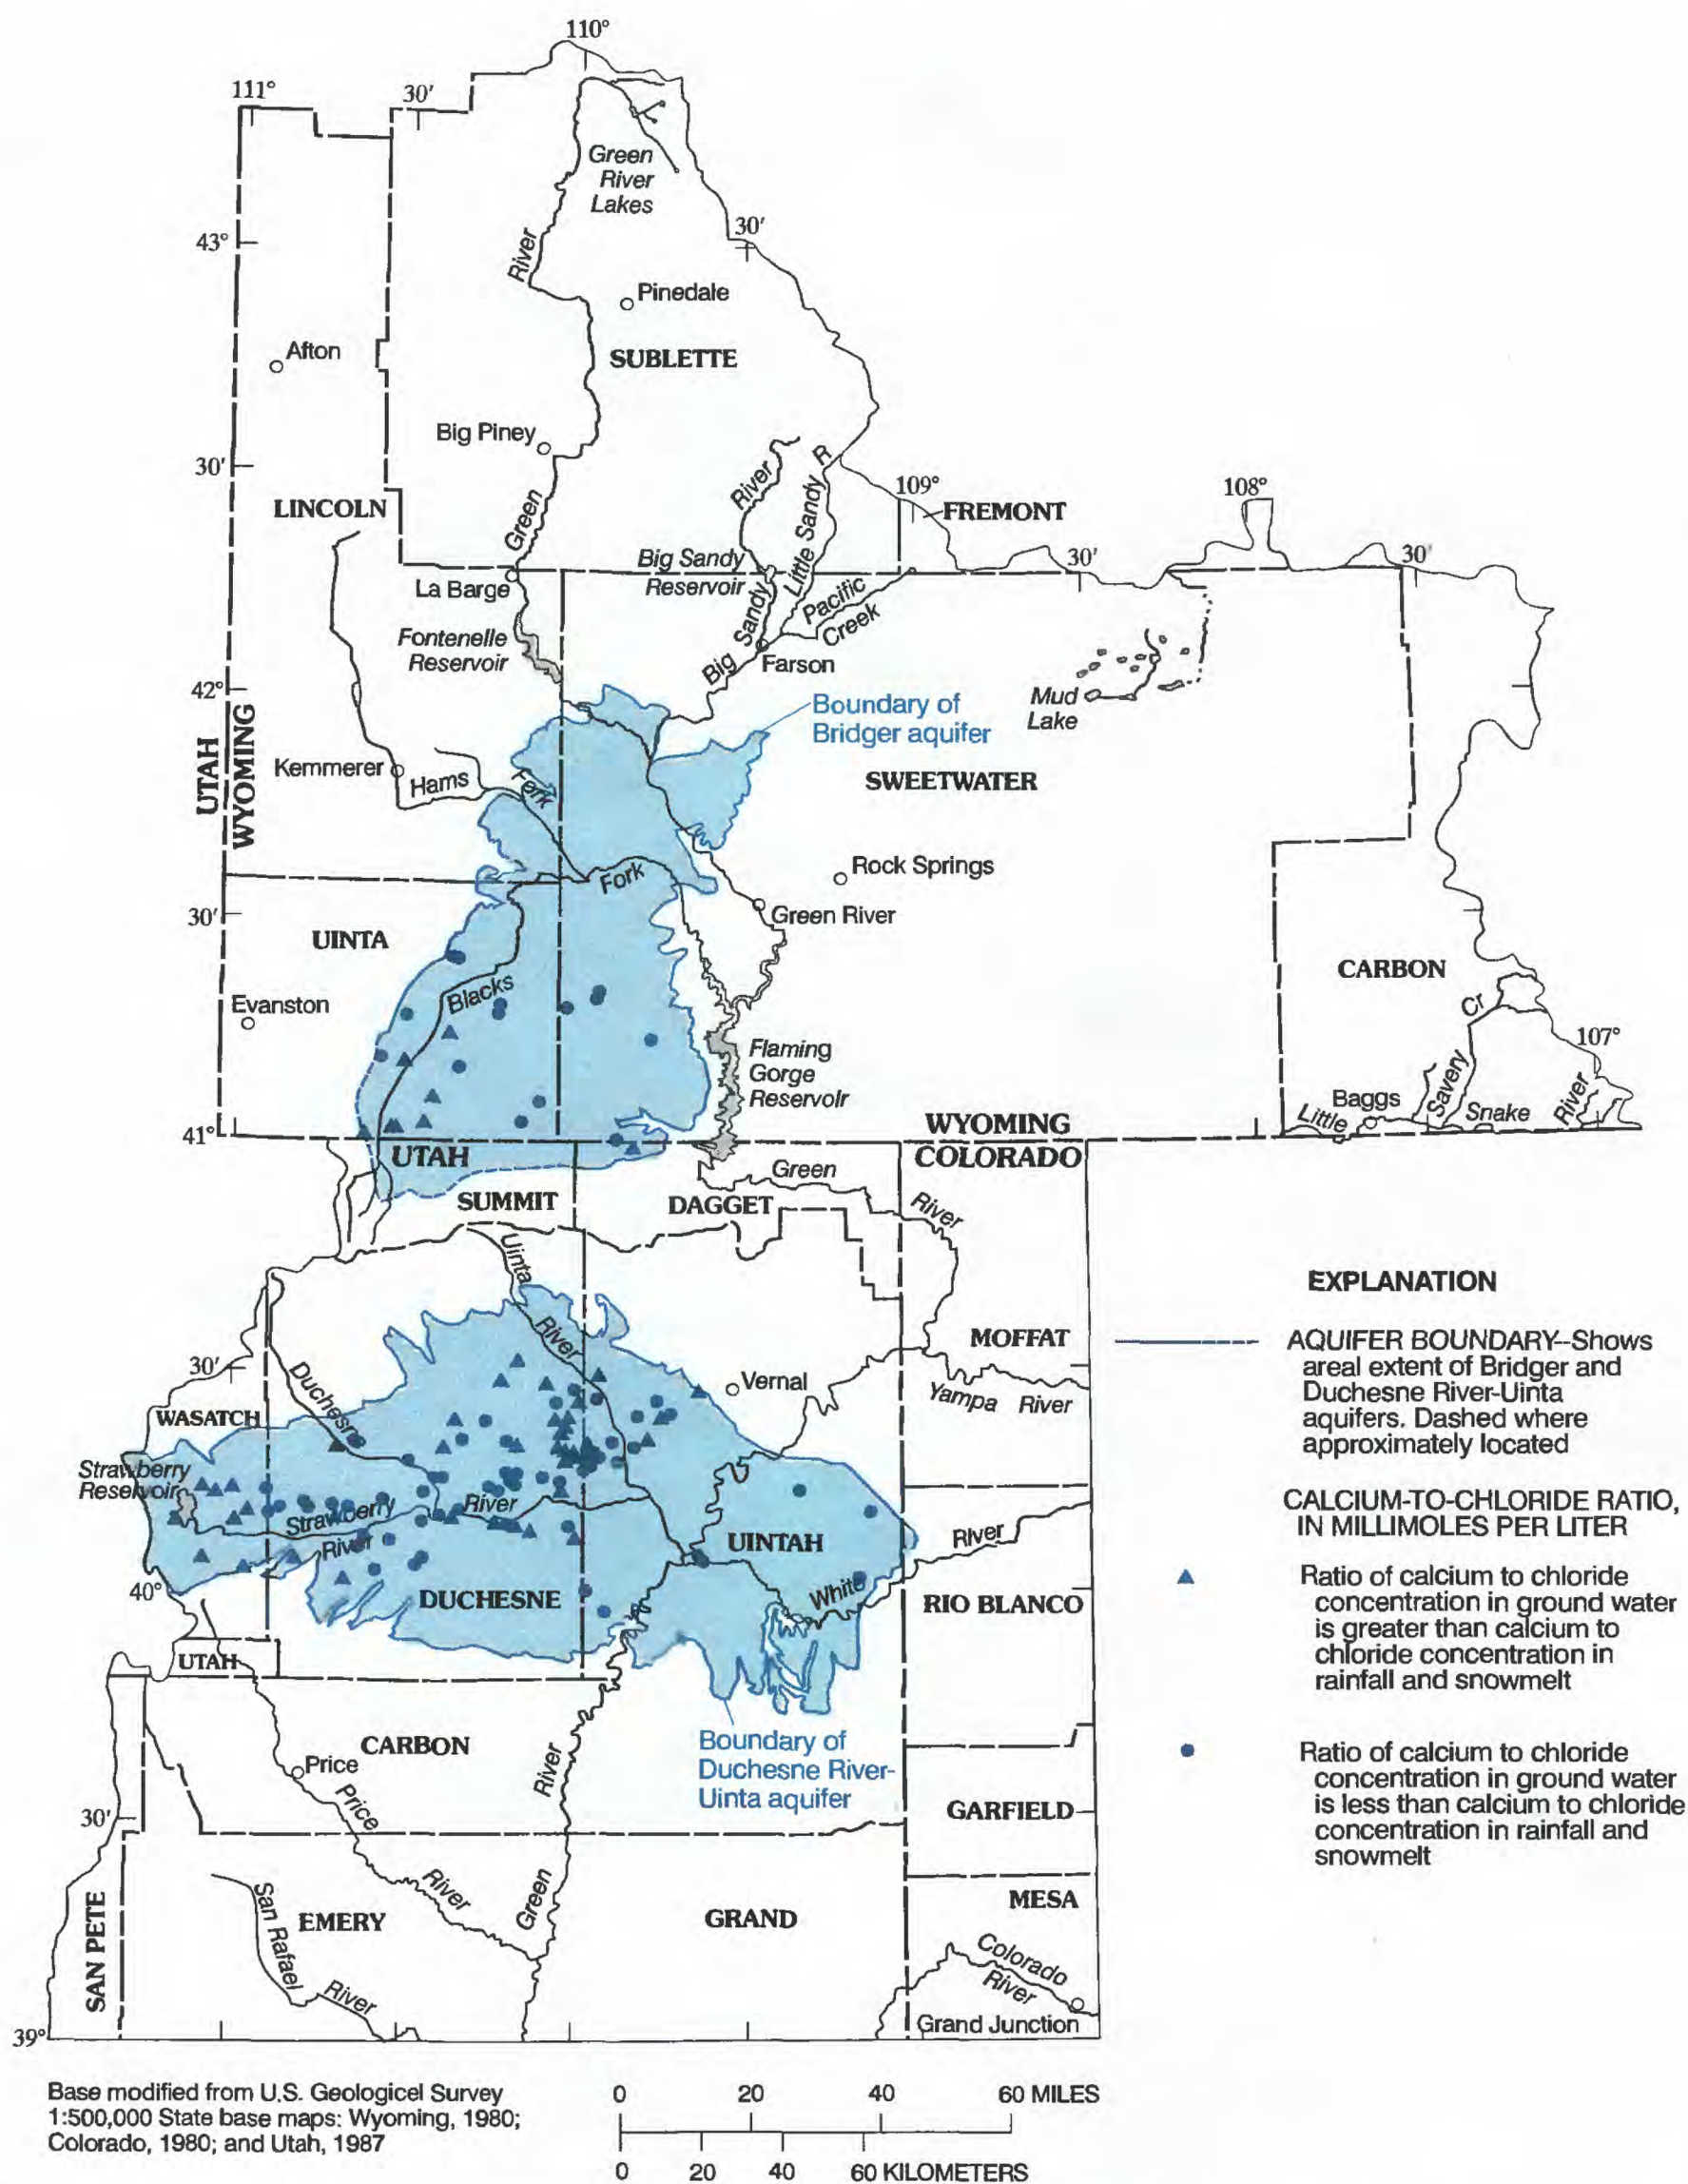 110°
111°
30′
Green
River
Lakes
River
30′
43°
Pinedale
Afton
SUBLETTE
Big Piney
30′
River
Little Sandy R
109°
108°
LINCOLN
Green
FREMONT
Big Sandy
Reservoir
30′
30′
La Barge
Pacific
Creek
Fontenelle
Reservoir
Big Sandy
Farson
42°
Mud
Lake
Boundary of
Bridger aquifer
UTAH
WYOMING
Kemmerer
Hams
Fork
SWEETWATER
Rock Springs
Fork
30′
Green River
UINTA
CARBON
Blacks
Evanston
Cr
107°
Flaming
Gorge
Reservoir
Savery
River
Baggs
Little
Snake
41°
WYOMING
UTAH
COLORADO
Green
SUMMIT
DAGGET
River
Uinta
EXPLANATION
River
MOFFAT
AQUIFER BOUNDARY--Shows
areal extent of Bridger and
Duchesne River-Uinta
aquifers. Dashed where
approximately located
30′
Duchesne
Vernal
Yampa River
WASATCH
Strawberry
Reservoir
CALCIUM-TO-CHLORIDE RATIO,
IN MILLIMOLES PER LITER
Strawberry
River
River
UINTAH
River
40°
DUCHESNE
White
RIO BLANCO
Ratio of calcium to chloride
concentration in ground water
is greater than calcium to
chloride concentration in
rainfall and snowmelt
UTAH
Boundary of
Duchesne River-
Uinta aquifer
CARBON
Price
Price
River
Ratio of calcium to chloride
concentration in ground water
is less than calcium to chloride
concentration in rainfall and
snowmelt
30′
GARFIELD
River
Green
SAN PETE
San Rafael
EMERY
GRAND
MESA
River
Colorado
River
Grand Junction
39°
Base modified from U.S. Geologicel Survey
1:500,000 State base maps: Wyoming, 1980;
Colorado, 1980; and Utah, 1987
0 20 40 60 MILES
0 20 40 60 KILOMETERS